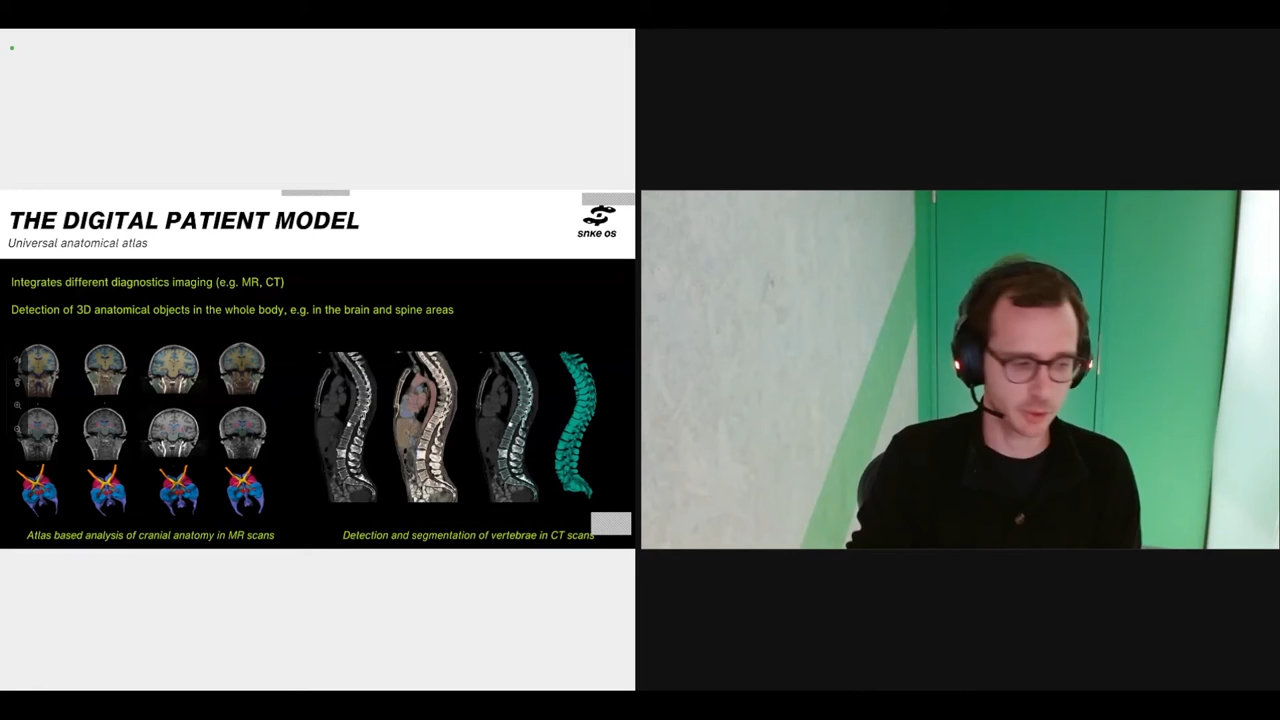 THE DIGITAL PATIENT MODEL
Universal anatomical atlas
snke os
Integrates different diagnostics imaging (e.g. MR, CT)
Detection of 3D anatomical objects in the whole body, e.g. in the brain and spine areas
Atlas based analysis of cranial anatomy in MR scans
Detection and segmentation of vertebrae in CT scans